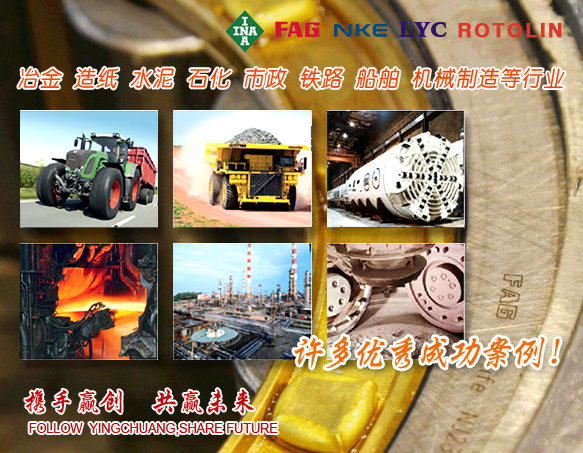 INA FAG NKE LYC ROTOLIN
冶金 造纸 水泥 石化 市政 铁路 船舶 机械制造等行业
FAG
许多优秀成功案例!
携手赢创 共赢未来
FOLLOW YINGCHUANG,SHARE FUTURE